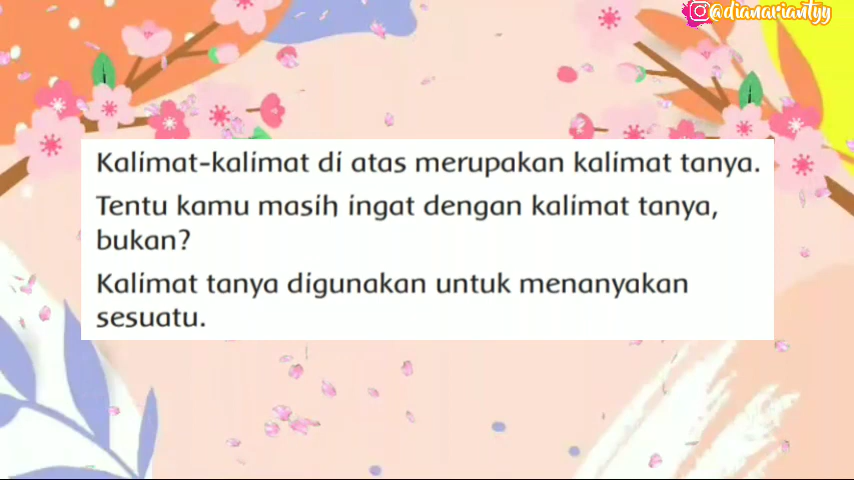 @dianariantyy
Kalimat-kalimat di atas merupakan kalimat tanya.
Tentu kamu masih ingat dengan kalimat tanya,
bukan?
Kalimat tanya digunakan untuk menanyakan
sesuatu.